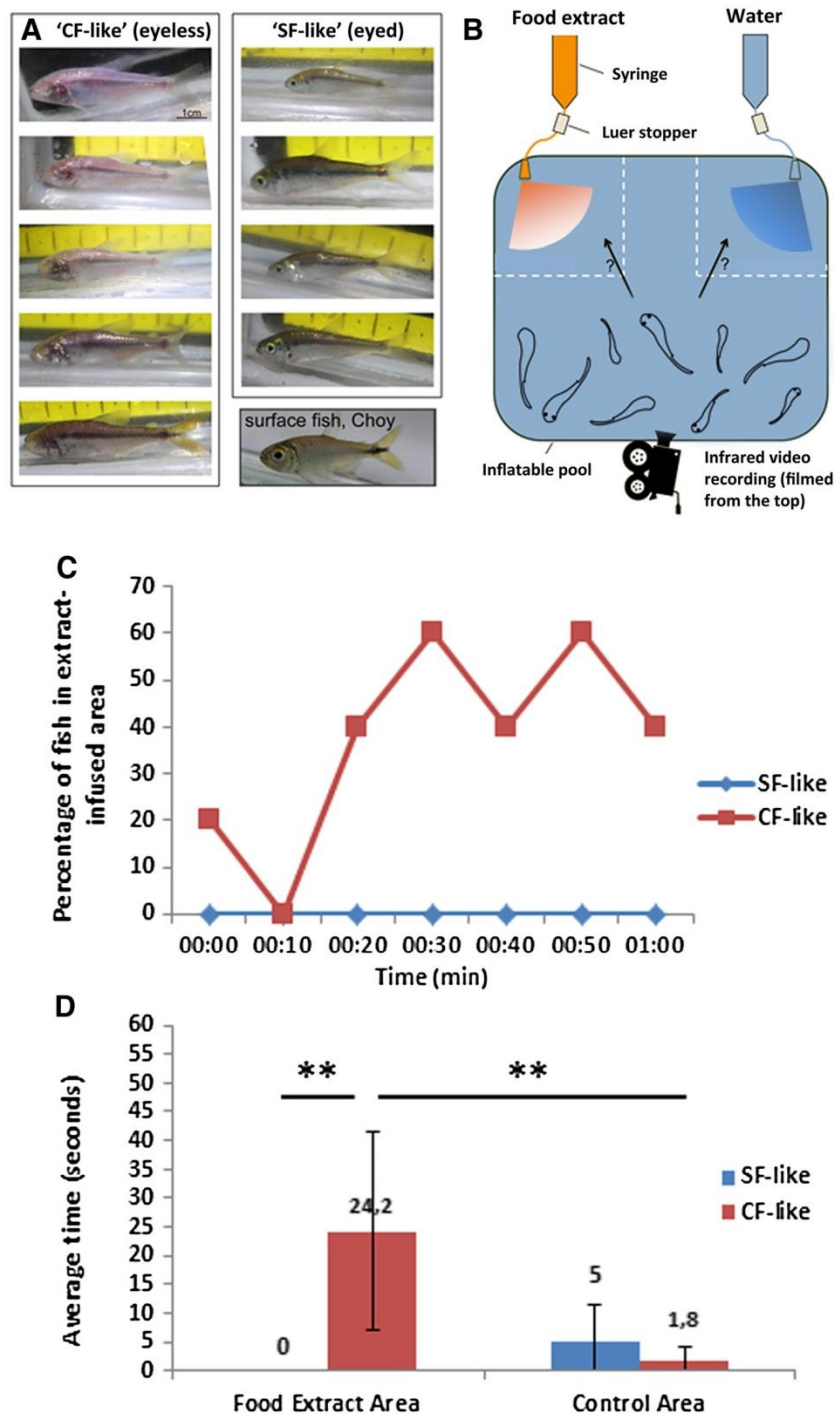 A
'CF-like' (eyeless)
'SF-like' (eyed)
1cm
surface fish, Choy
B
Food extract
Water
Syringe
Luer stopper
?
?
Inflatable pool
Infrared video
recording (filmed
from the top)
C
Percentage of fish in extract-
infused area
70
60
50
40
30
20
10
0
00:00 00:10 00:20 00:30 00:40 00:50 01:00
Time (min)
SF-like
CF-like
D
Average time (seconds)
60
55
50
45
40
35
30
25
20
15
10
5
0
**
**
0
24,2
5
1,8
SF-like
CF-like
Food Extract Area
Control Area